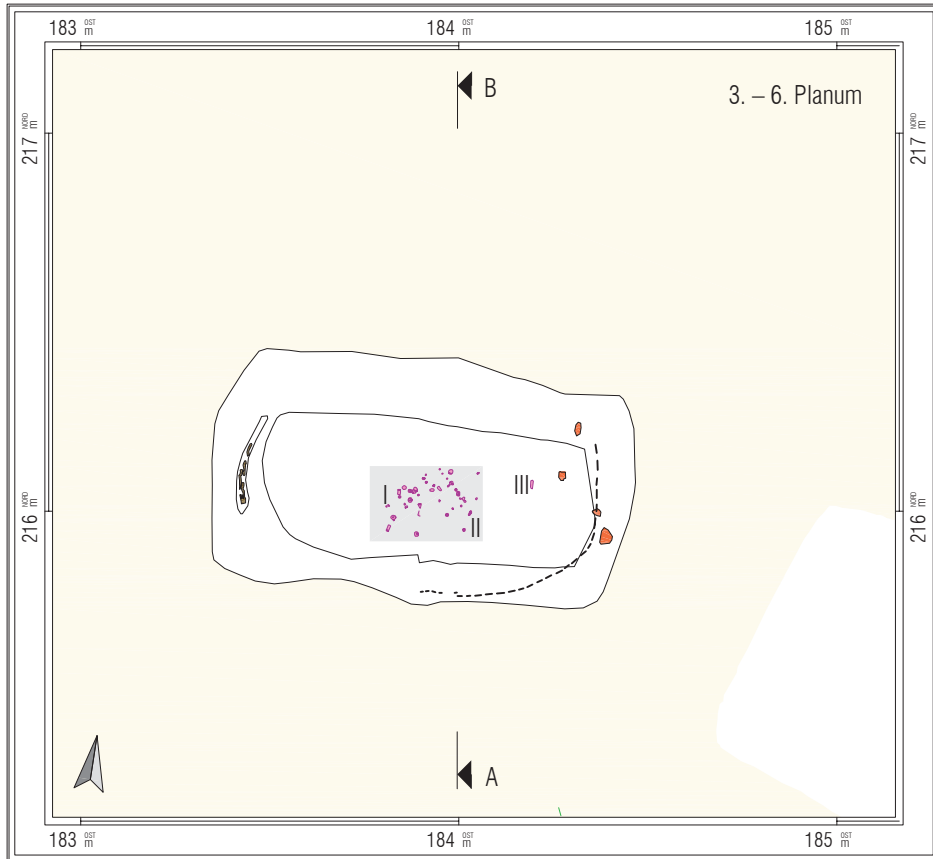 183 OST m 184 OST m 185 OST m
B
3. – 6. Planum
217 NORD m
217 NORD m
I
III
II
216 NORD m
216 NORD m
A
183 OST m 184 OST m 185 OST m